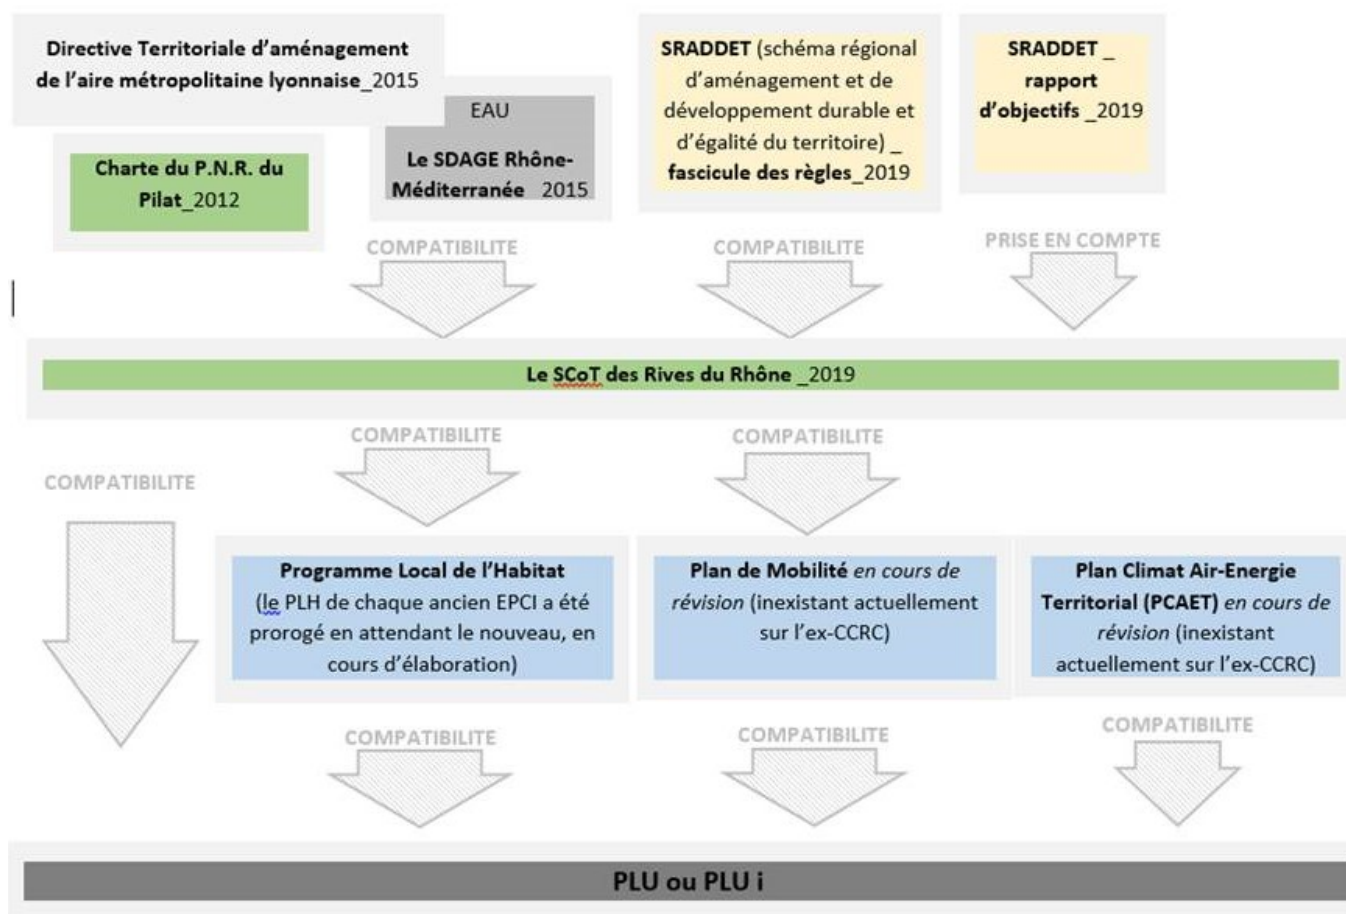 Directive Territoriale d'aménagement
de l'aire métropolitaine lyonnaise_2015
Charte du P.N.R. du
Pilat_2012
EAU
Le SDAGE Rhône-
Méditerranée _ 2015
SRADDET (schéma régional
d'aménagement et de
développement durable et
d'égalité du territoire) _
fascicule des règles_2019
SRADDET _
rapport
d'objectifs _2019
COMPATIBILITE
COMPATIBILITE
PRISE EN COMPTE
Le SCoT des Rives du Rhône _2019
COMPATIBILITE
COMPATIBILITE
COMPATIBILITE
Programme Local de l'Habitat
(le PLH de chaque ancien EPCI a été
prorogé en attendant le nouveau, en
cours d'élaboration)
Plan de Mobilité en cours de
révision (inexistant actuellement
sur l'ex-CCRC)
Plan Climat Air-Energie
Territorial (PCAET) en cours de
révision (inexistant
actuellement sur l'ex-CCRC)
COMPATIBILITE
COMPATIBILITE
COMPATIBILITE
PLU ou PLU i